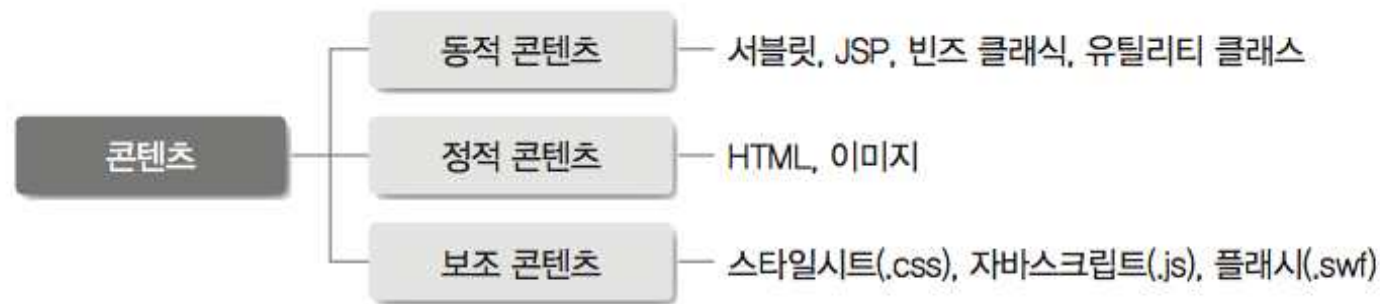 동적 콘텐츠 서블릿, JSP, 빈즈 클래식, 유틸리티 클래스
콘텐츠 정적 콘텐츠 HTML, 이미지
보조 콘텐츠 스타일시트(.css), 자바스크립트(.js), 플래시(.swf)